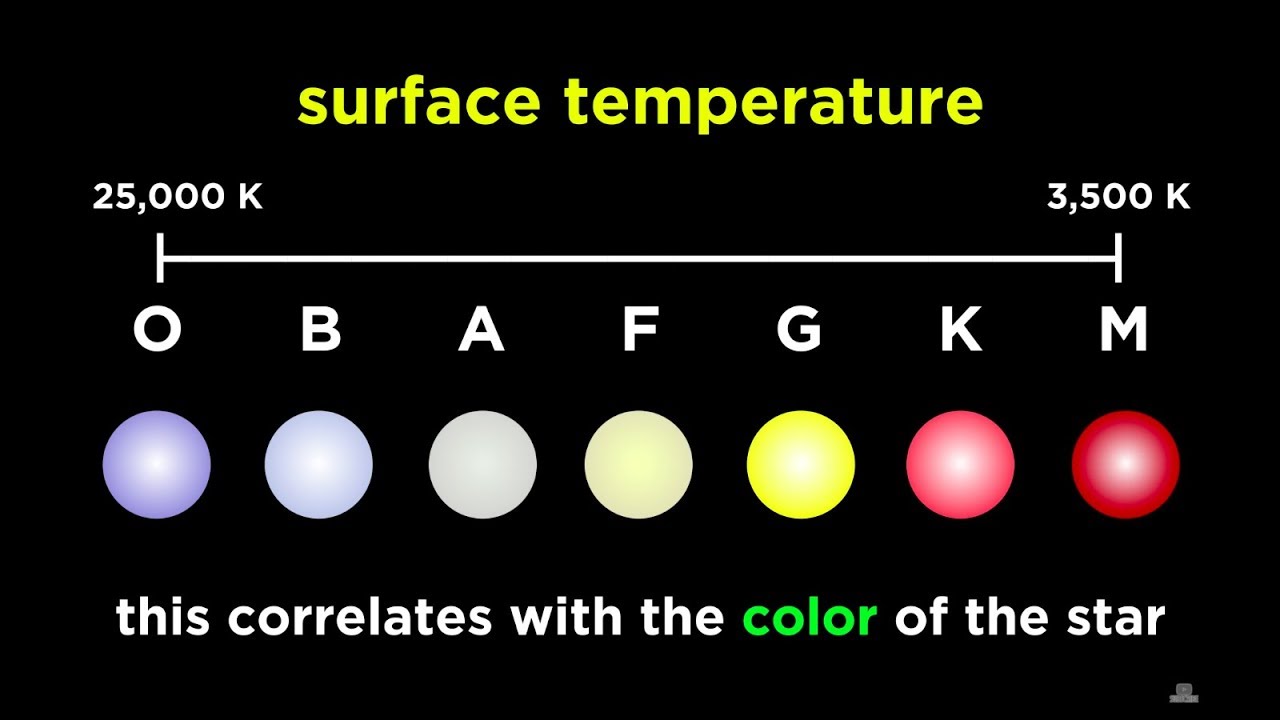 surface temperature
25,000 K 3,500 K
O B A F G K M
this correlates with the color of the star